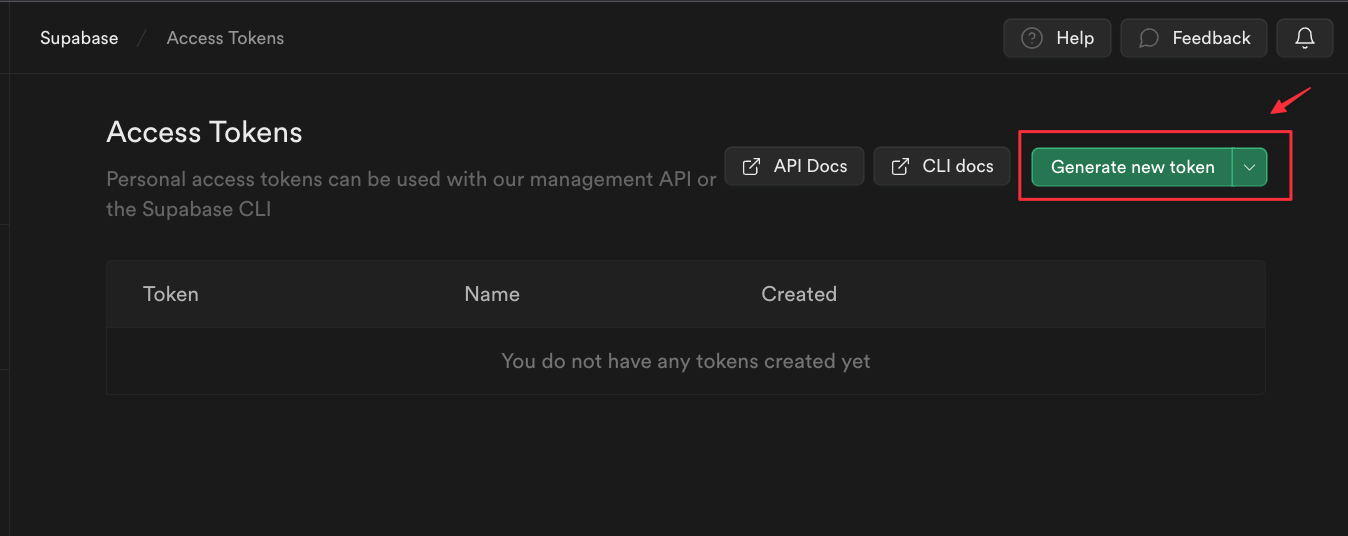 Supabase / Access Tokens
Help
Feedback
Access Tokens
Personal access tokens can be used with our management API or
the Supabase CLI
API Docs
CLI docs
Generate new token
Token
Name
Created
You do not have any tokens created yet